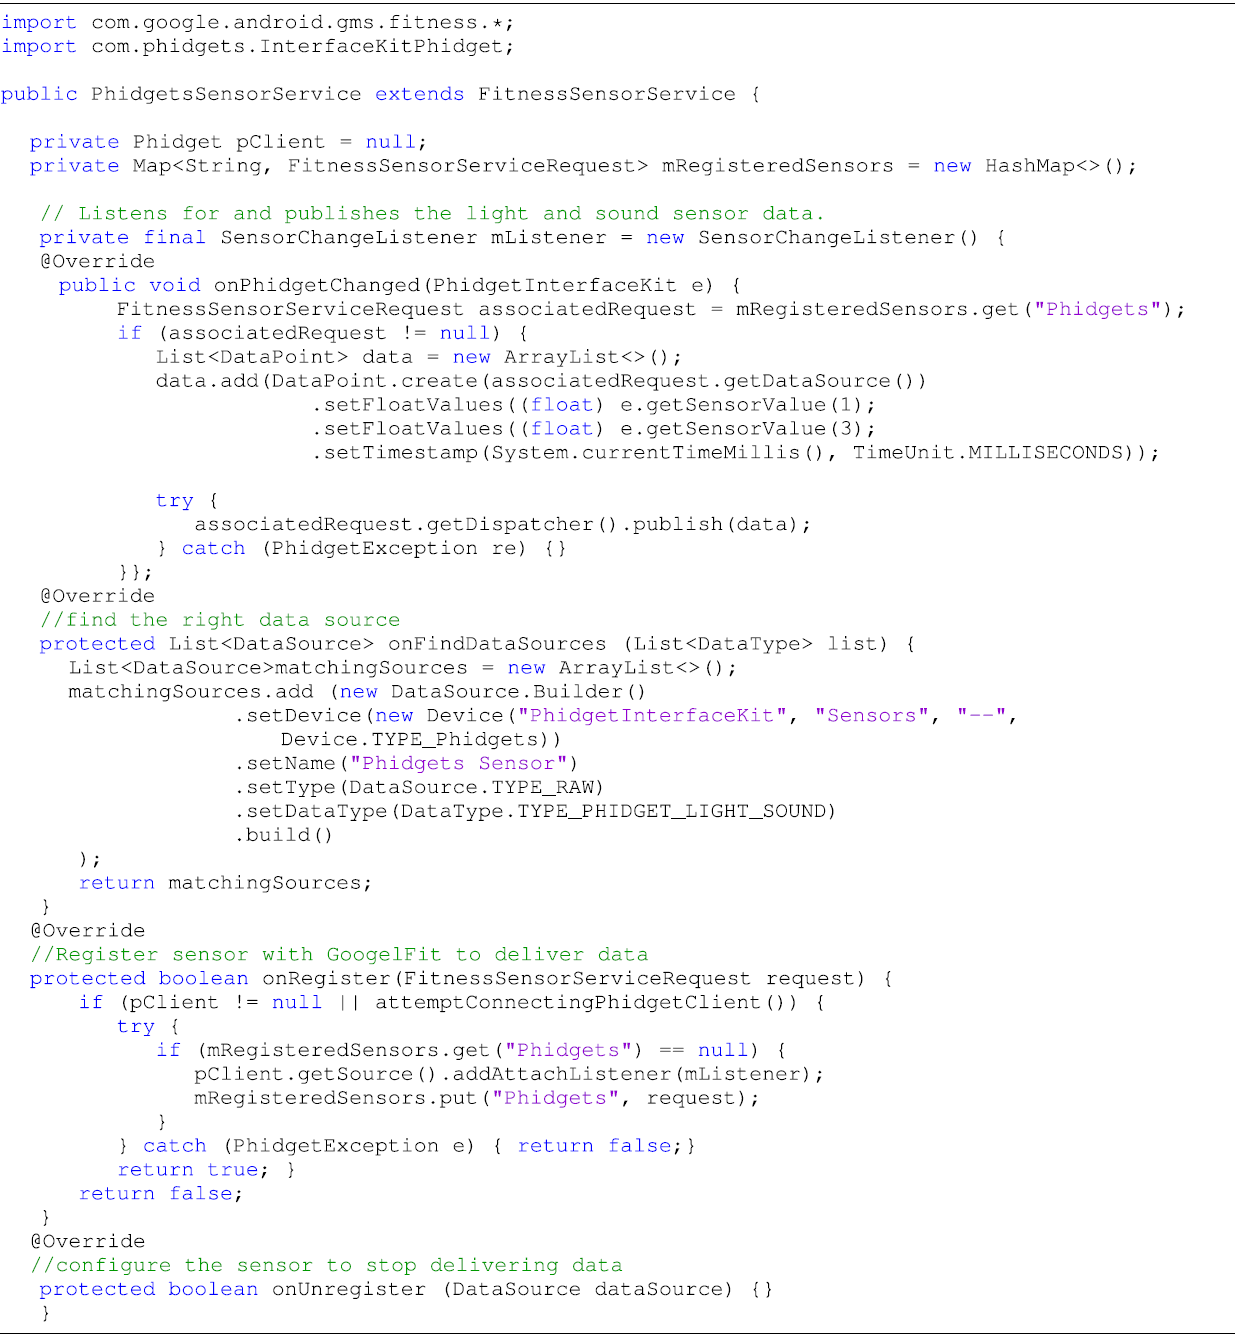 import com.google.android.gms.fitness.*;
import com.phidgets.InterfaceKitPhidget;
public PhidgetsSensorService extends FitnessSensorService {
private Phidget pClient = null;
private Map<String, FitnessSensorServiceRequest> mRegisteredSensors = new HashMap<>();
// Listens for and publishes the light and sound sensor data.
private final SensorChangeListener mListener = new SensorChangeListener() {
@Override
public void onPhidgetChanged(PhidgetInterfaceKit e) {
FitnessSensorServiceRequest associatedRequest = mRegisteredSensors.get("Phidgets");
if (associatedRequest != null) {
List<DataPoint> data = new ArrayList<>();
data.add(DataPoint.create(associatedRequest.getDataSource())
.setFloatValues((float) e.getSensorValue(1);
.setFloatValues((float) e.getSensorValue(3);
.setTimestamp(System.currentTimeMillis(), TimeUnit.MILLISECONDS));
try {
associatedRequest.getDispatcher().publish(data);
} catch (PhidgetException re) {}
}};
@Override
//find the right data source
protected List<DataSource> onFindDataSources (List<DataType> list) {
List<DataSource>matchingSources = new ArrayList<>();
matchingSources.add (new DataSource.Builder()
.setDevice(new Device("PhidgetInterfaceKit", "Sensors", "--",
Device.TYPE_Phidgets))
.setName("Phidgets Sensor")
.setType(DataSource.TYPE_RAW)
.setDataType(DataType.TYPE_PHIDGET_LIGHT_SOUND)
.build()
);
return matchingSources;
}
@Override
//Register sensor with GoogelFit to deliver data
protected boolean onRegister(FitnessSensorServiceRequest request) {
if (pClient != null || attemptConnectingPhidgetClient()) {
try {
if (mRegisteredSensors.get("Phidgets") == null) {
pClient.getSource().addAttachListener(mListener);
mRegisteredSensors.put("Phidgets", request);
}
} catch (PhidgetException e) { return false;}
return true; }
return false;
}
@Override
//configure the sensor to stop delivering data
protected boolean onUnregister (DataSource dataSource) {}
}